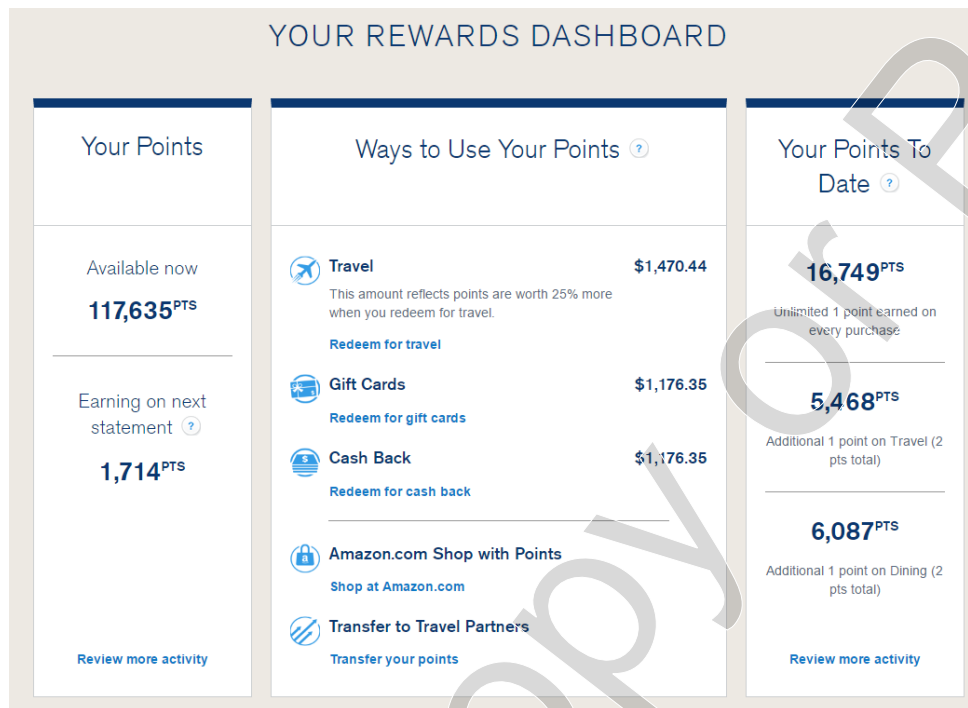 YOUR REWARDS DASHBOARD
Your Points
Available now
117,635PTS
Earning on next
statement ?
1,714PTS
Review more activity
Ways to Use Your Points ?
Travel $1,470.44
This amount reflects points are worth 25% more
when you redeem for travel.
Redeem for travel
Gift Cards $1,176.35
Redeem for gift cards
Cash Back $1,176.35
Redeem for cash back
Amazon.com Shop with Points
Shop at Amazon.com
Transfer to Travel Partners
Transfer your points
Your Points To
Date ?
16,749PTS
Unlimited 1 point earned on
every purchase
5,468PTS
Additional 1 point on Travel (2
pts total)
6,087PTS
Additional 1 point on Dining (2
pts total)
Review more activity